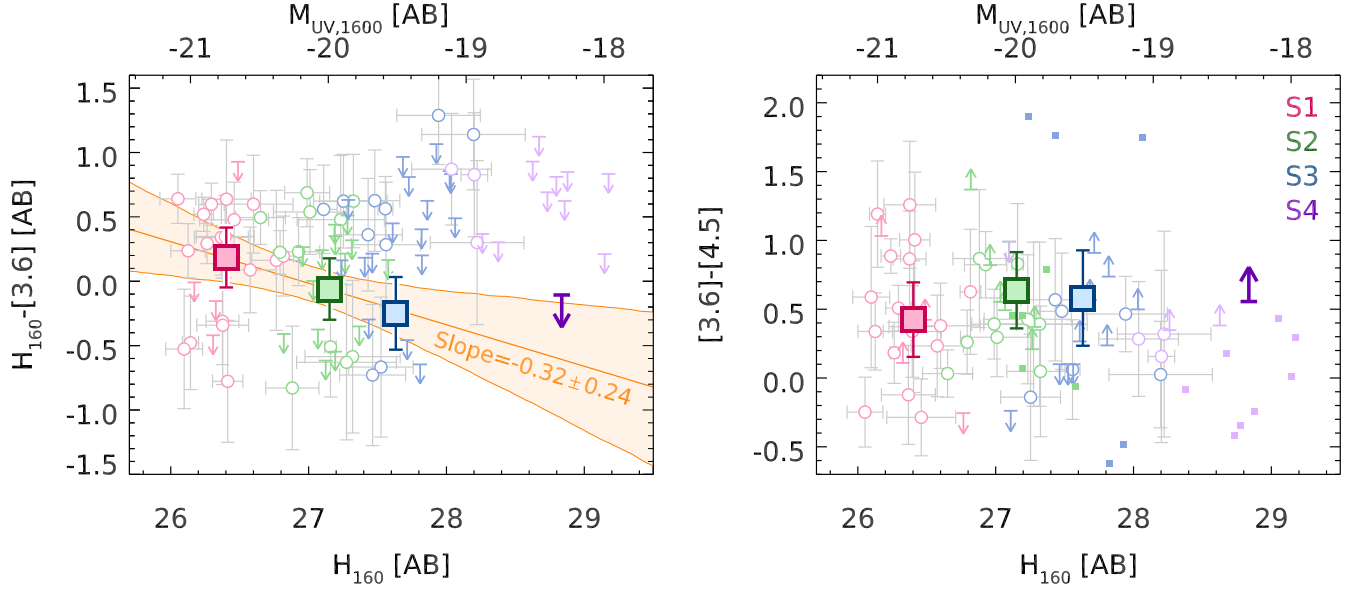 M_UV,1600 [AB]
-21 -20 -19 -18
1.5
1.0
0.5
0.0
-0.5
-1.0
-1.5
H_160-[3.6] [AB]
Slope=-0.32±0.24
26 27 28 29
H_160 [AB]
M_UV,1600 [AB]
-21 -20 -19 -18
2.0
1.5
1.0
0.5
0.0
-0.5
[3.6]-[4.5]
S1
S2
S3
S4
26 27 28 29
H_160 [AB]